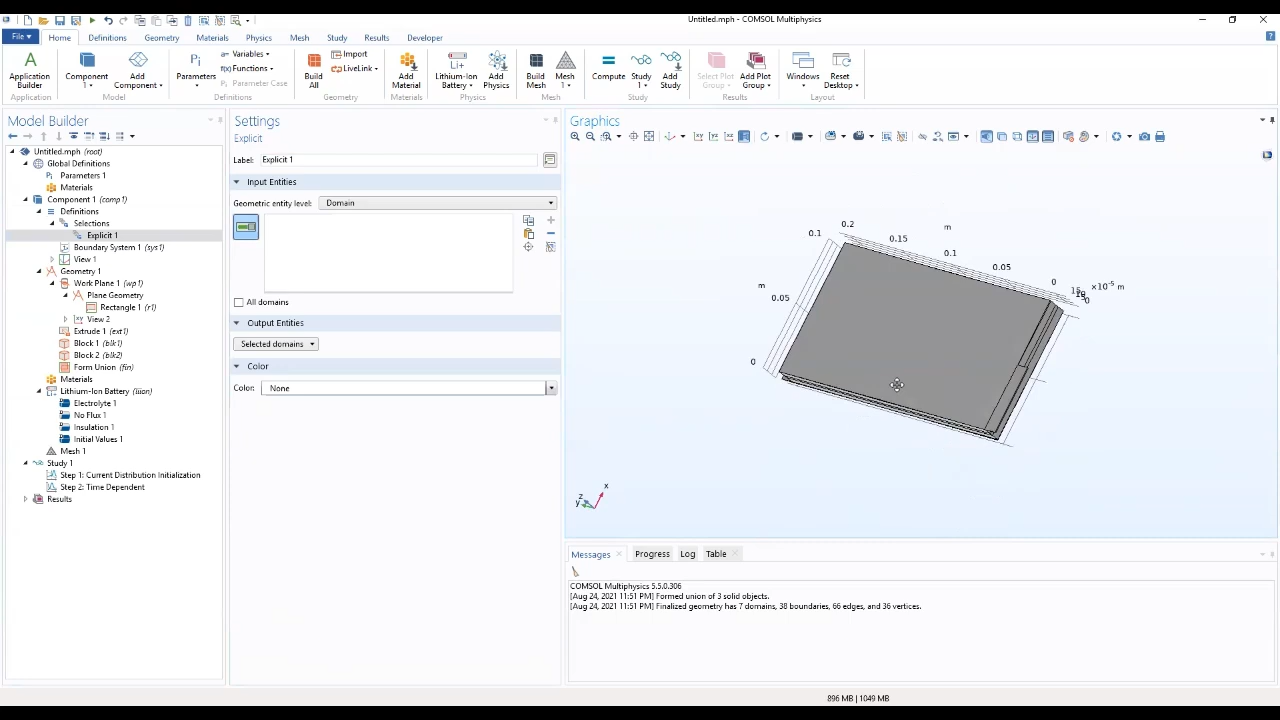 Untitled.mph - COMSOL Multiphysics
File Home Definitions Geometry Materials Physics Mesh Study Results Developer
Application Builder
Component 1
Add Component
Parameters
Variables
Functions
Parameter Case
Build All
Import
LiveLink
Add Material
Lithium-Ion Battery
Add Physics
Build Mesh
Mesh 1
Compute
Study 1
Add Study
Select Plot Group
Add Plot Group
Windows
Reset Desktop
Application Model Definitions Geometry Materials Physics Mesh Study Results Layout
Model Builder
Untitled.mph (root)
Global Definitions
Parameters 1
Materials
Component 1 (comp1)
Definitions
Selections
Explicit 1
Boundary System 1 (sys1)
View 1
Geometry 1
Work Plane 1 (wp1)
Plane Geometry
Rectangle 1 (r1)
View 2
Extrude 1 (ext1)
Block 1 (blk1)
Block 2 (blk2)
Form Union (fin)
Materials
Lithium-Ion Battery (liion)
Electrolyte 1
No Flux 1
Insulation 1
Initial Values 1
Mesh 1
Study 1
Step 1: Current Distribution Initialization
Step 2: Time Dependent
Results
Settings
Explicit
Label: Explicit 1
Input Entities
Geometric entity level: Domain
All domains
Output Entities
Selected domains
Color
Color: None
Graphics
0.2
m
0.1
0.15
0.1
0.05
m
0
×10⁻⁵ m
0.05
0
0
x
z
y
Messages Progress Log Table
COMSOL Multiphysics 5.5.0.306
[Aug 24, 2021 11:51 PM] Formed union of 3 solid objects.
[Aug 24, 2021 11:51 PM] Finalized geometry has 7 domains, 38 boundaries, 66 edges, and 36 vertices.
896 MB | 1049 MB